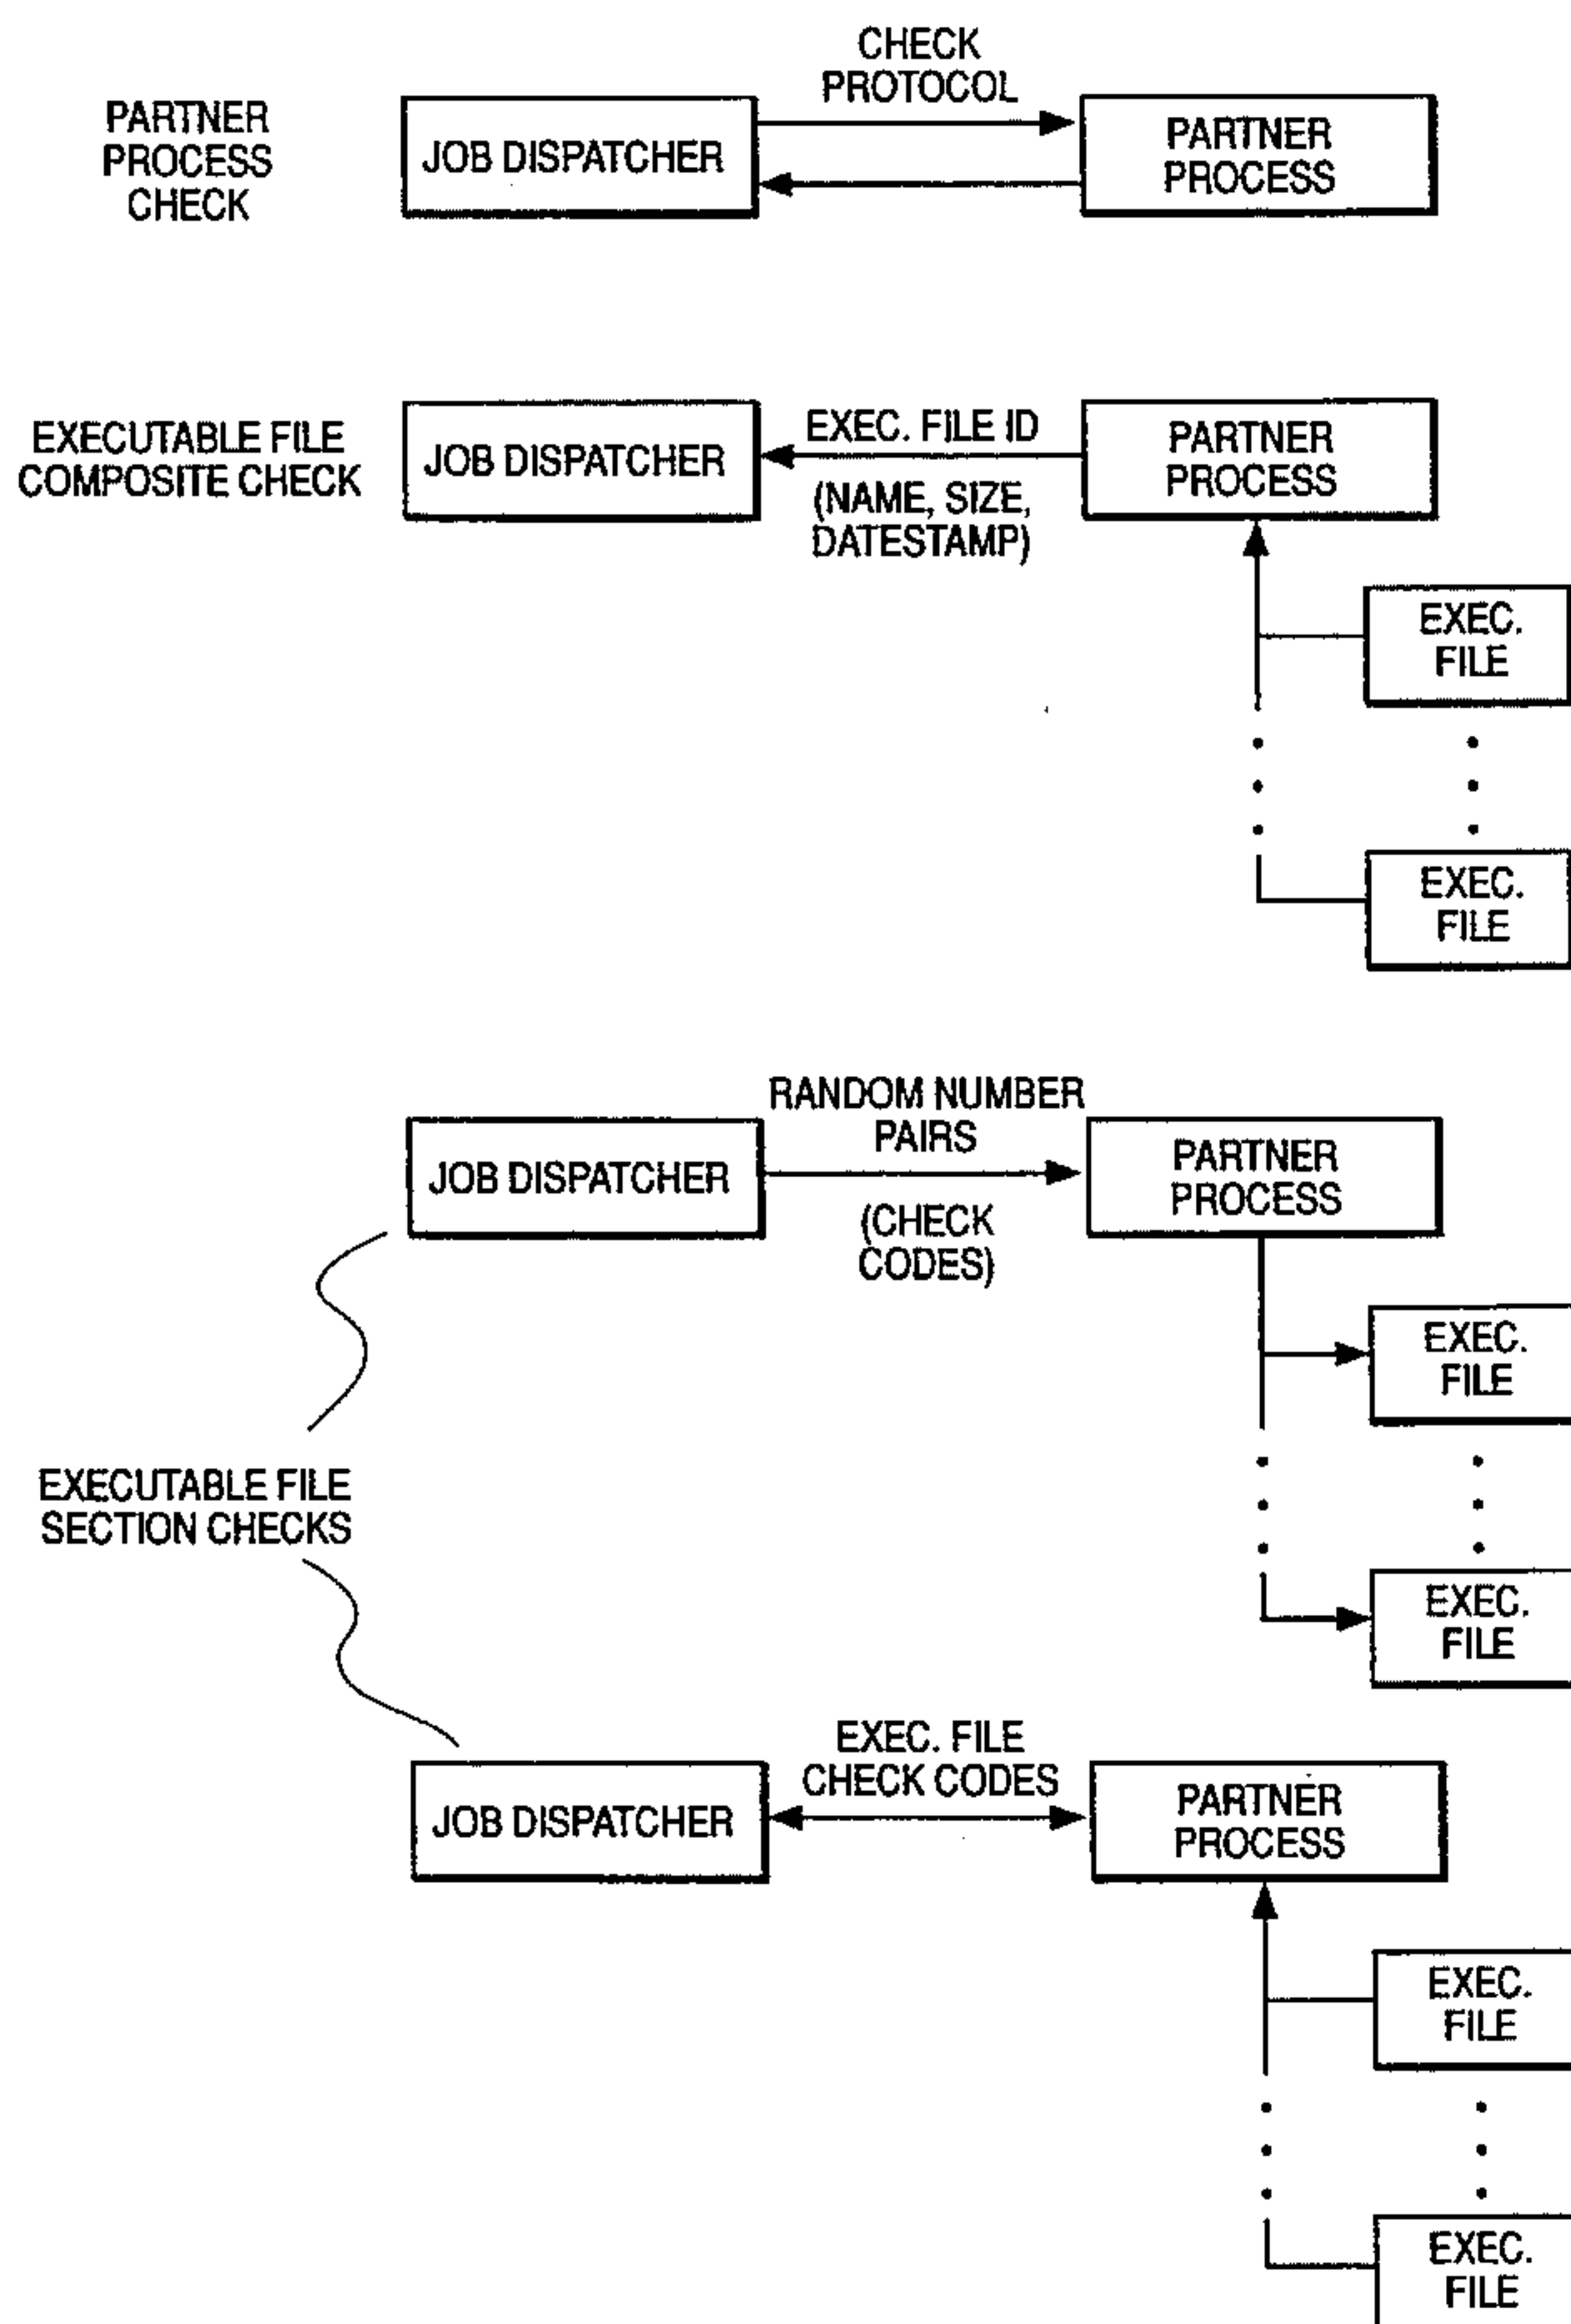 CHECK
PROTOCOL
PARTNER
PROCESS
CHECK
JOB DISPATCHER
PARTNER
PROCESS
EXECUTABLE FILE
COMPOSITE CHECK
JOB DISPATCHER
EXEC. FILE ID
(NAME, SIZE,
DATESTAMP)
PARTNER
PROCESS
EXEC.
FILE
EXEC.
FILE
RANDOM NUMBER
PAIRS
JOB DISPATCHER
(CHECK
CODES)
PARTNER
PROCESS
EXEC.
FILE
EXECUTABLE FILE
SECTION CHECKS
EXEC.
FILE
EXEC. FILE
CHECK CODES
JOB DISPATCHER
PARTNER
PROCESS
EXEC.
FILE
EXEC.
FILE